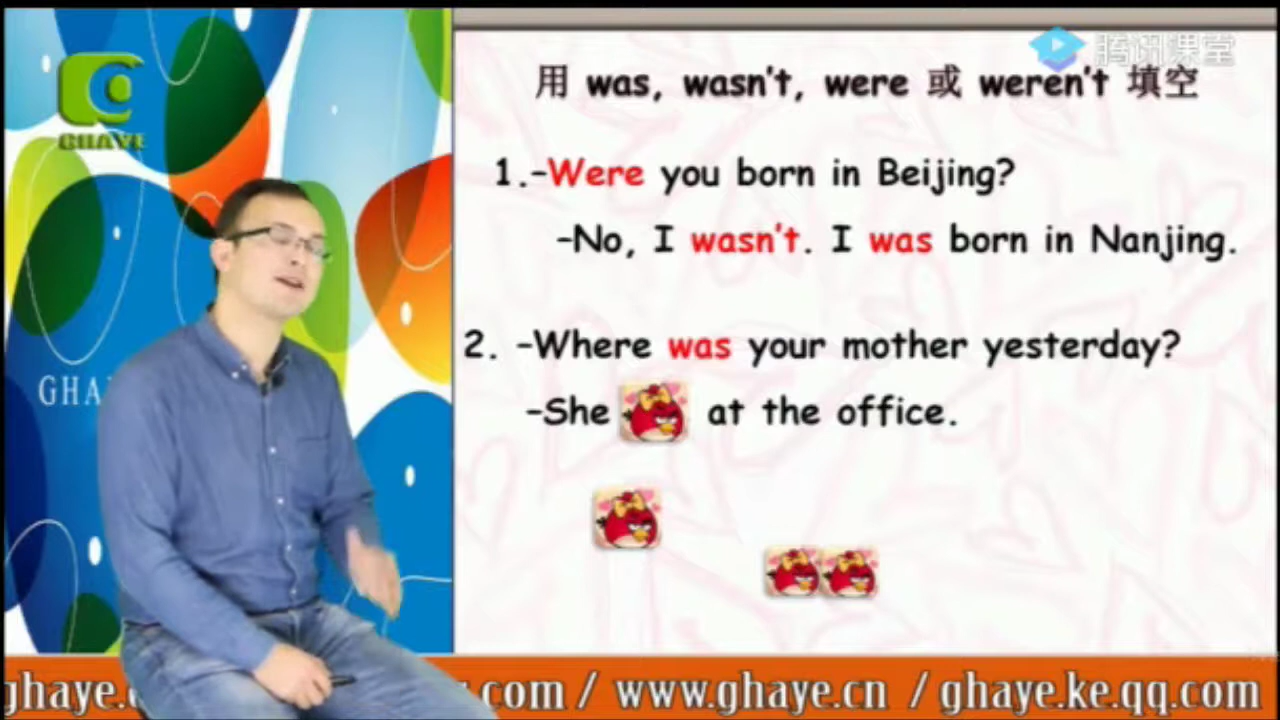 腾讯课堂
GHAYE
用 was, wasn't, were 或 weren't 填空
1.–Were you born in Beijing?
–No, I wasn't. I was born in Nanjing.
2. –Where was your mother yesterday?
GHA
–She at the office.
ghaye.c .com / www.ghaye.cn / ghaye.ke.qq.com